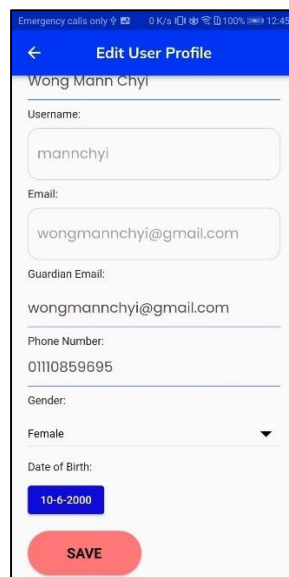 Emergency calls only 0 K/s 100% 12:45
Edit User Profile
Wong Mann Chyi
Username:
mannchyi
Email:
wongmannchyi@gmail.com
Guardian Email:
wongmannchyi@gmail.com
Phone Number:
01110859695
Gender:
Female
Date of Birth:
10-6-2000
SAVE